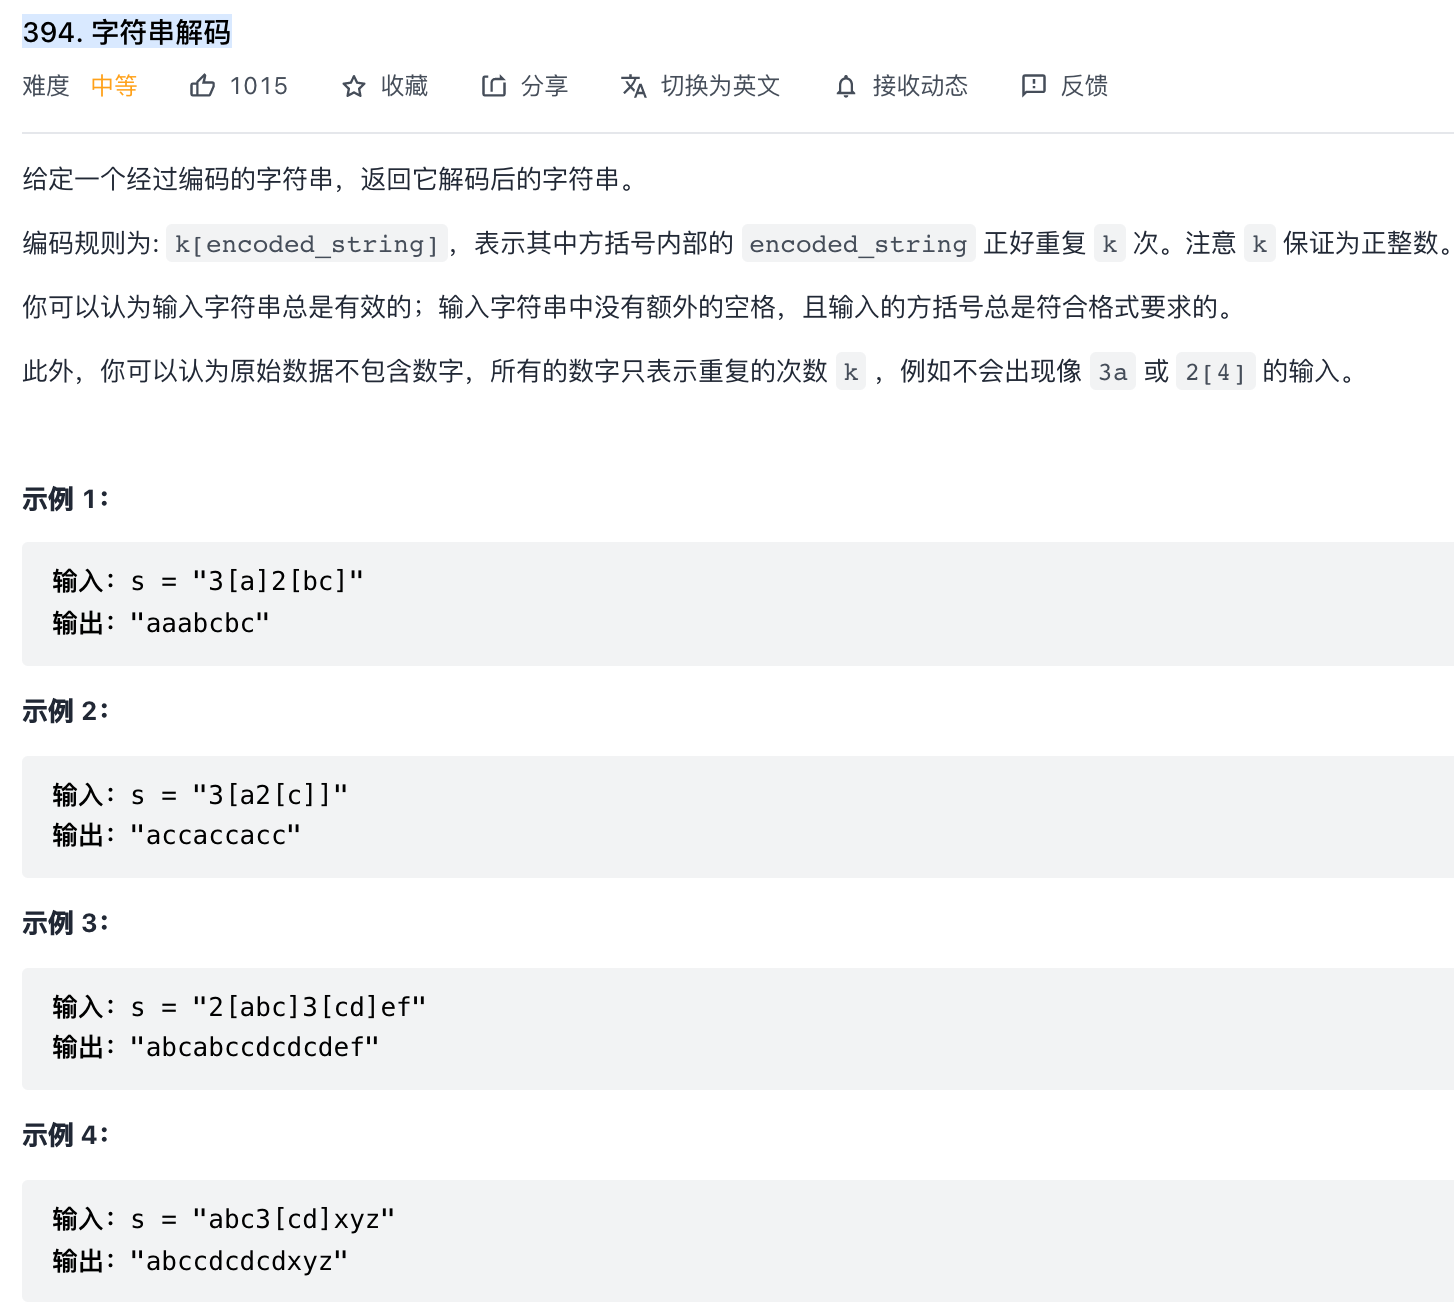 394. 字符串解码
难度 中等 1015 收藏 分享 切换为英文 接收动态 反馈
给定一个经过编码的字符串，返回它解码后的字符串。
编码规则为: k[encoded_string]，表示其中方括号内部的 encoded_string 正好重复 k 次。注意 k 保证为正整数。
你可以认为输入字符串总是有效的；输入字符串中没有额外的空格，且输入的方括号总是符合格式要求的。
此外，你可以认为原始数据不包含数字，所有的数字只表示重复的次数 k ，例如不会出现像 3a 或 2[4] 的输入。
示例 1：
输入：s = "3[a]2[bc]"
输出："aaabcbc"
示例 2：
输入：s = "3[a2[c]]"
输出："accaccacc"
示例 3：
输入：s = "2[abc]3[cd]ef"
输出："abcabccdcdcdef"
示例 4：
输入：s = "abc3[cd]xyz"
输出："abccdcdcdxyz"